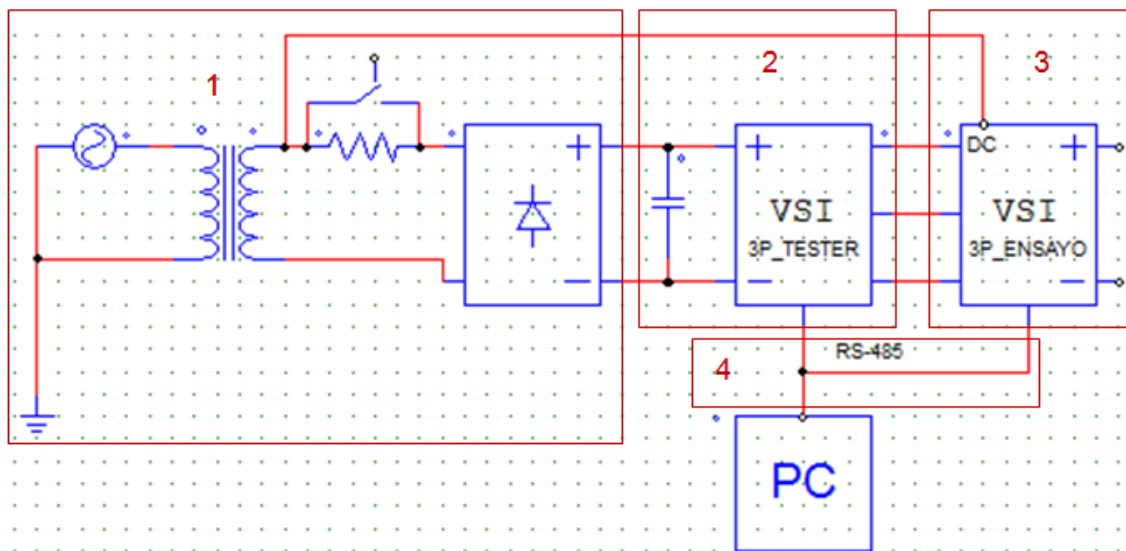 1
2
3
+
-
VSI
3P_TESTER
+
-
DC
VSI
3P_ENSAYO
+
-
RS-485
4
PC